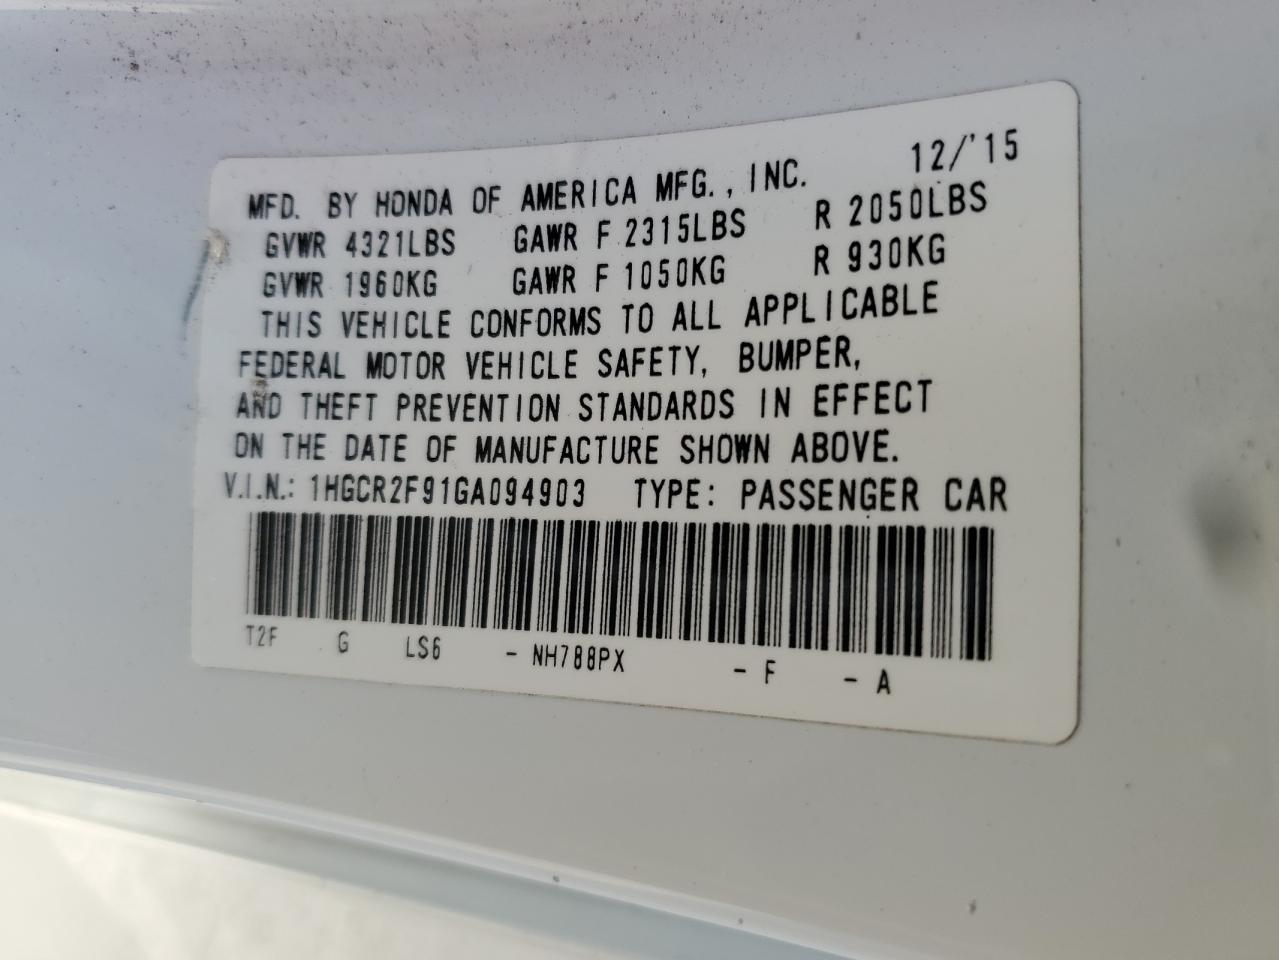 MFD. BY HONDA OF AMERICA MFG., INC. 12/'15
GVWR 4321LBS GAWR F 2315LBS R 2050LBS
GVWR 1960KG GAWR F 1050KG R 930KG
THIS VEHICLE CONFORMS TO ALL APPLICABLE
FEDERAL MOTOR VEHICLE SAFETY, BUMPER,
AND THEFT PREVENTION STANDARDS IN EFFECT
ON THE DATE OF MANUFACTURE SHOWN ABOVE.
V.I.N.: 1HGCR2F91GA094903 TYPE: PASSENGER CAR
T2F G LS6 - NH788PX - F - A